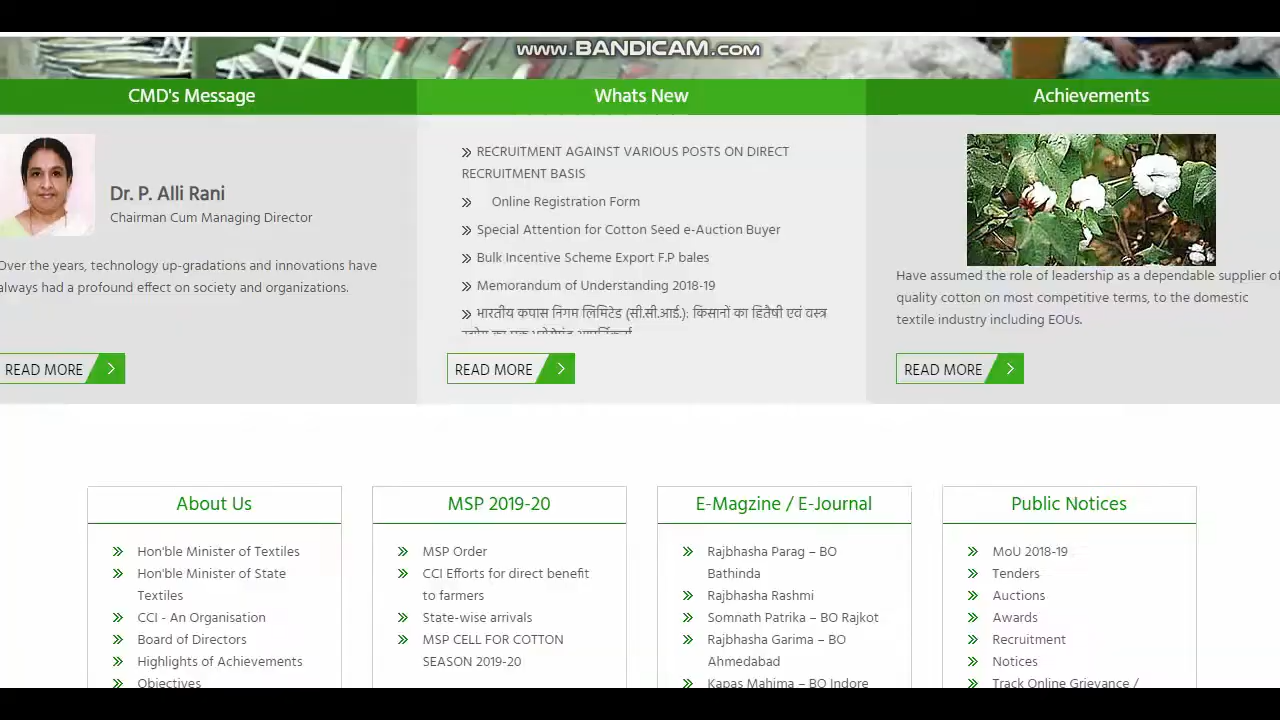 www.BANDICAM.com
CMD's Message
Dr. P. Alli Rani
Chairman Cum Managing Director
Over the years, technology up-gradations and innovations have
always had a profound effect on society and organizations.
READ MORE
Whats New
RECRUITMENT AGAINST VARIOUS POSTS ON DIRECT
RECRUITMENT BASIS
Online Registration Form
Special Attention for Cotton Seed e-Auction Buyer
Bulk Incentive Scheme Export F.P bales
Memorandum of Understanding 2018-19
भारतीय कपास निगम लिमिटेड (सी.सी.आई.): किसानों का हितैषी एवं वस्त्र
READ MORE
Achievements
Have assumed the role of leadership as a dependable supplier of
quality cotton on most competitive terms, to the domestic
textile industry including EOUs.
READ MORE
About Us
Hon'ble Minister of Textiles
Hon'ble Minister of State
Textiles
CCI - An Organisation
Board of Directors
Highlights of Achievements
Objectives
MSP 2019-20
MSP Order
CCI Efforts for direct benefit
to farmers
State-wise arrivals
MSP CELL FOR COTTON
SEASON 2019-20
E-Magzine / E-Journal
Rajbhasha Parag – BO
Bathinda
Rajbhasha Rashmi
Somnath Patrika – BO Rajkot
Rajbhasha Garima – BO
Ahmedabad
Kapas Mahima – BO Indore
Public Notices
MoU 2018-19
Tenders
Auctions
Awards
Recruitment
Notices
Track Online Grievance /